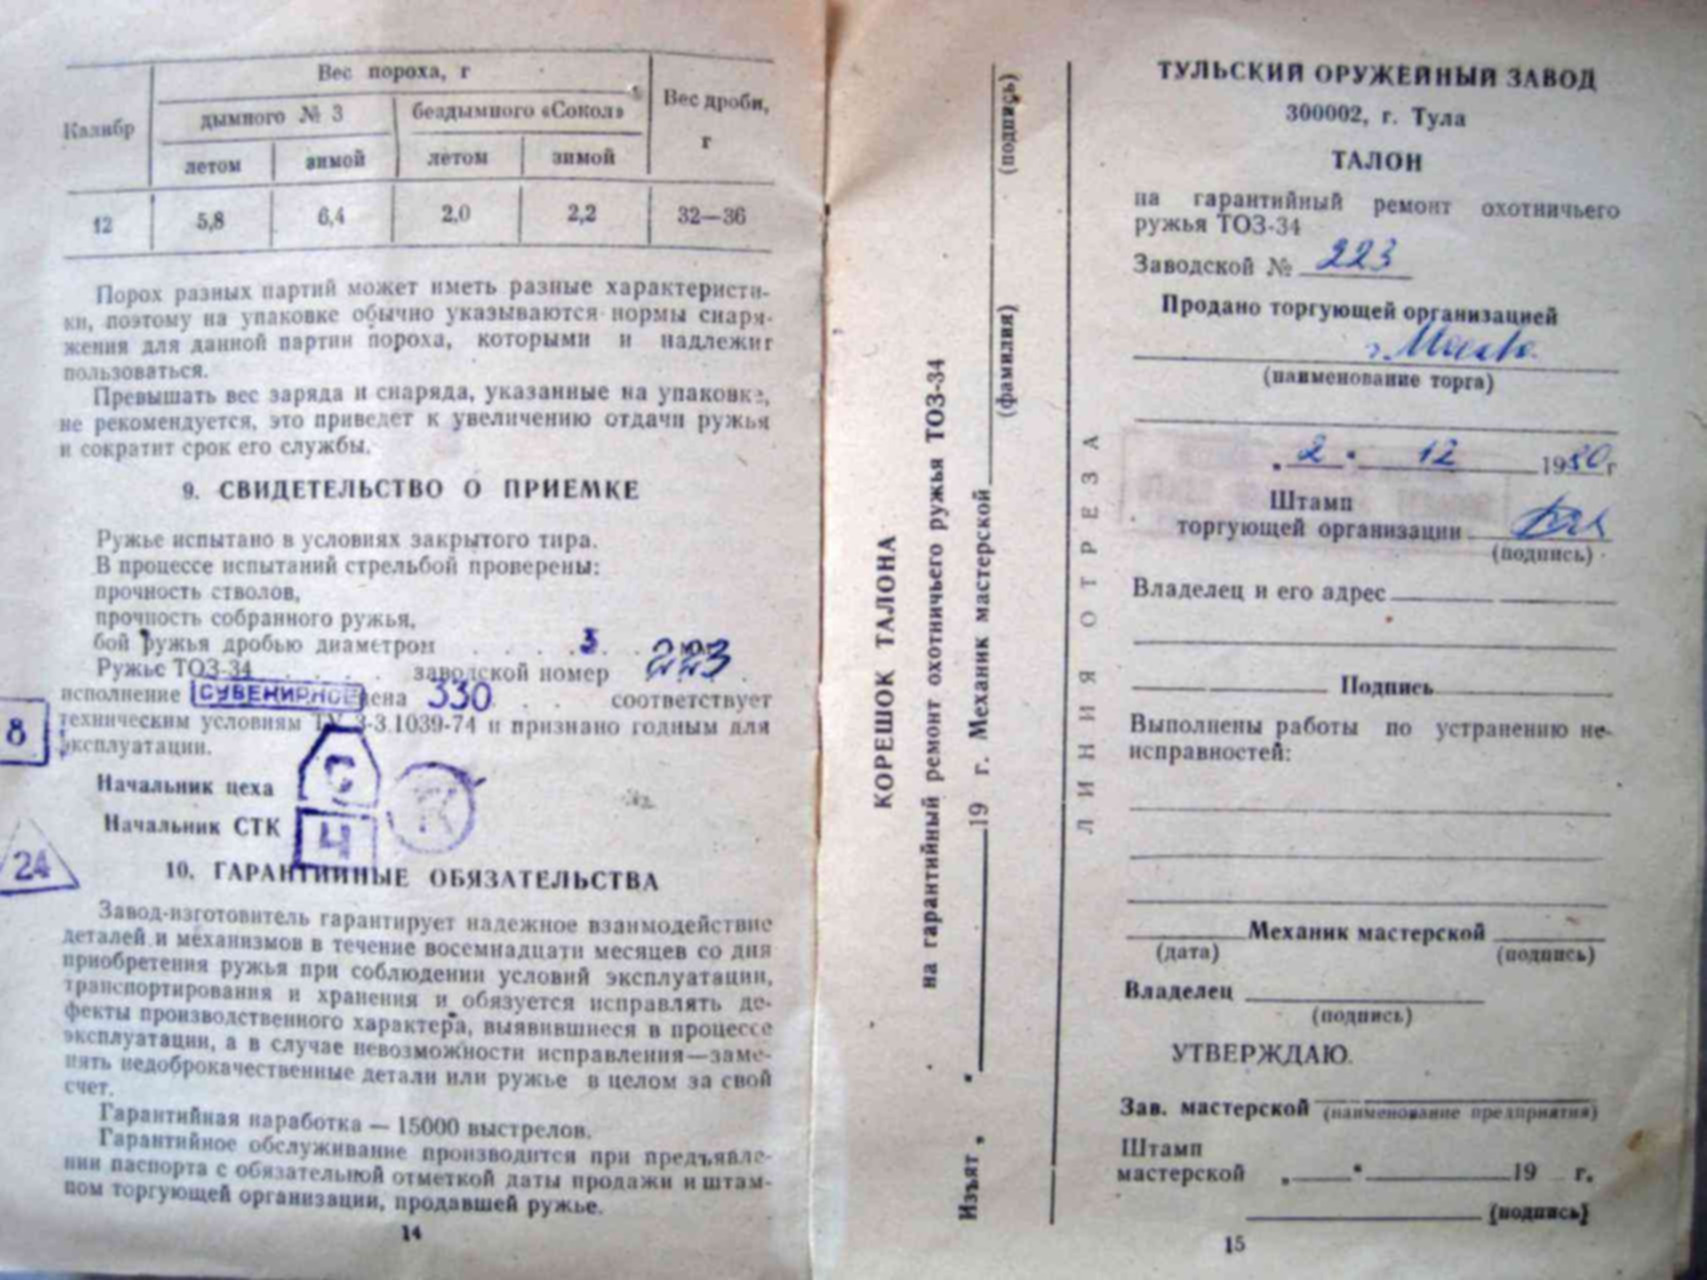 Калибр
Вес пороха, г
Вес дроби, г
дымного № 3
бездымного «Сокол»
летом
зимой
летом
зимой
12
5,8
6,4
2,0
2,2
32—36
Порох разных партий может иметь разные характеристи-
ки, поэтому на упаковке обычно указываются нормы снаря-
жения для данной партии пороха, которыми и надлежит
пользоваться.
Превышать вес заряда и снаряда, указанные на упаковке,
не рекомендуется, это приведет к увеличению отдачи ружья
и сократит срок его службы.
9. СВИДЕТЕЛЬСТВО О ПРИЕМКЕ
Ружье испытано в условиях закрытого тира.
В процессе испытаний стрельбой проверены:
прочность стволов,
прочность собранного ружья,
бой ружья дробью диаметром . . . . 3 . . мм.
Ружье ТОЗ-34 . . . . заводской номер 223 .
исполнение СУВЕНИРНОЕ цена 330 . . соответствует
техническим условиям ТУ 3-3.1039-74 и признано годным для
эксплуатации.
8
Начальник цеха
С
Начальник СТК
Ч
К
24
10. ГАРАНТИЙНЫЕ ОБЯЗАТЕЛЬСТВА
Завод-изготовитель гарантирует надежное взаимодействие
деталей и механизмов в течение восемнадцати месяцев со дня
приобретения ружья при соблюдении условий эксплуатации,
транспортирования и хранения и обязуется исправлять де-
фекты производственного характера, выявившиеся в процессе
эксплуатации, а в случае невозможности исправления—заме-
нять недоброкачественные детали или ружье в целом за свой
счет.
Гарантийная наработка — 15000 выстрелов.
Гарантийное обслуживание производится при предъявле-
нии паспорта с обязательной отметкой даты продажи и штам-
пом торгующей организации, продавшей ружье.
14
КОРЕШОК ТАЛОНА
на гарантийный ремонт охотничьего ружья ТОЗ-34
Изъят „ “ 19 г. Механик мастерской
(фамилия)
(подпись)
ЛИНИЯ ОТРЕЗА
ТУЛЬСКИЙ ОРУЖЕЙНЫЙ ЗАВОД
300002, г. Тула
ТАЛОН
на гарантийный ремонт охотничьего
ружья ТОЗ-34
Заводской № 223
Продано торгующей организацией
г. Москва.
(наименование торга)
„ 2 “ 12 1980 г
Штамп
торгующей организации
(подпись)
Владелец и его адрес
Подпись
Выполнены работы по устранению не-
исправностей:
Механик мастерской
(дата) (подпись)
Владелец
(подпись)
УТВЕРЖДАЮ.
Зав. мастерской
(наименование предприятия)
Штамп
мастерской „ “ 19 г.
(подпись)
15